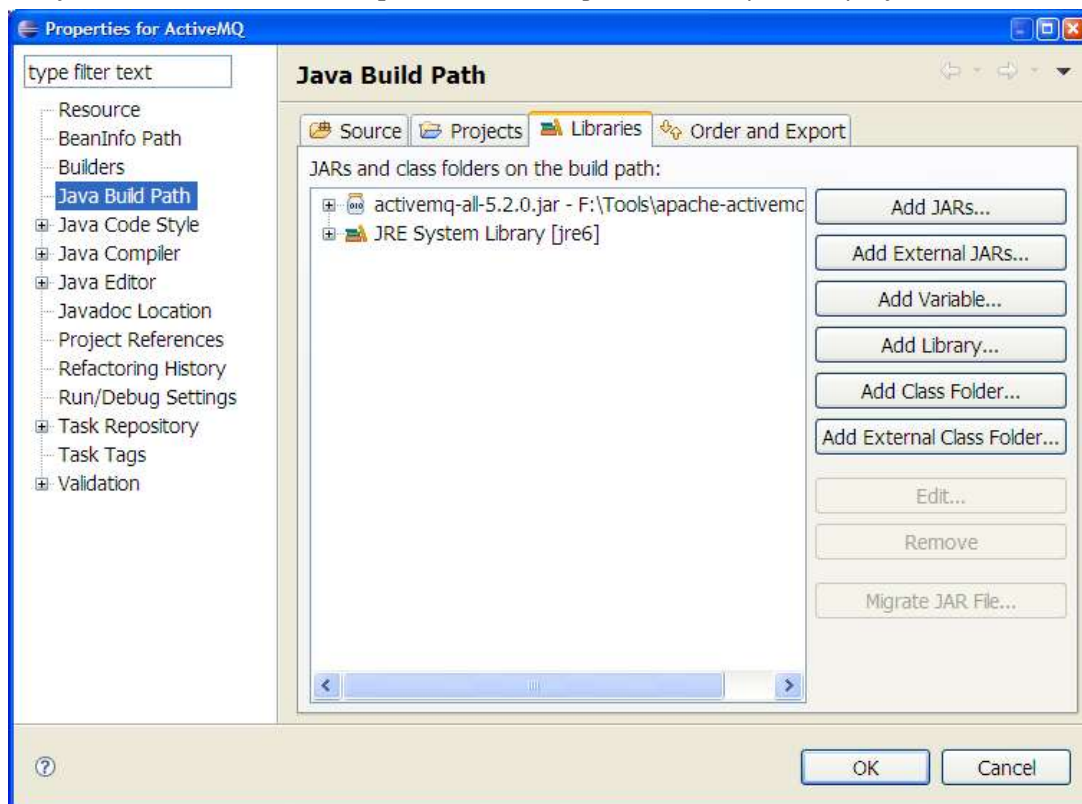 Properties for ActiveMQ
type filter text
Resource
BeanInfo Path
Builders
Java Build Path
Java Code Style
Java Compiler
Java Editor
Javadoc Location
Project References
Refactoring History
Run/Debug Settings
Task Repository
Task Tags
Validation
Java Build Path
Source Projects Libraries Order and Export
JARs and class folders on the build path:
activemq-all-5.2.0.jar - F:\Tools\apache-activemq
JRE System Library [jre6]
Add JARs...
Add External JARs...
Add Variable...
Add Library...
Add Class Folder...
Add External Class Folder...
Edit...
Remove
Migrate JAR File...
OK Cancel